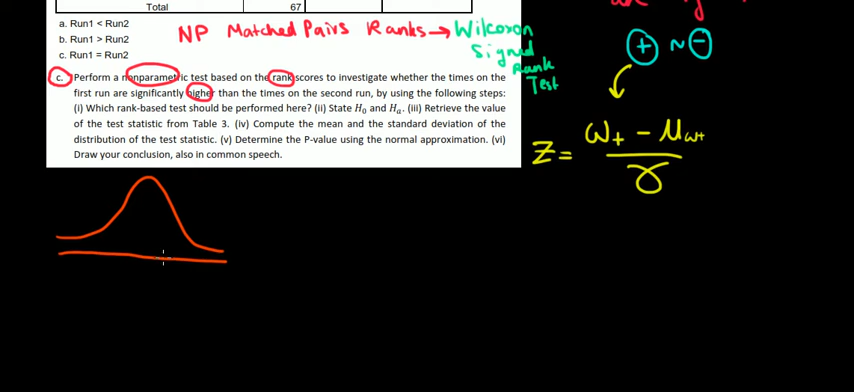 Total 67
a. Run1 < Run2
b. Run1 > Run2
c. Run1 = Run2
NP Matched Pairs Ranks → Wilcoxon
Signed
Rank
Test
c. Perform a nonparametric test based on the rank scores to investigate whether the times on the
first run are significantly higher than the times on the second run, by using the following steps:
(i) Which rank-based test should be performed here? (ii) State H₀ and Hₐ. (iii) Retrieve the value
of the test statistic from Table 3. (iv) Compute the mean and the standard deviation of the
distribution of the test statistic. (v) Determine the P-value using the normal approximation. (vi)
Draw your conclusion, also in common speech.
+ ~ -
Z = W+ - μw+